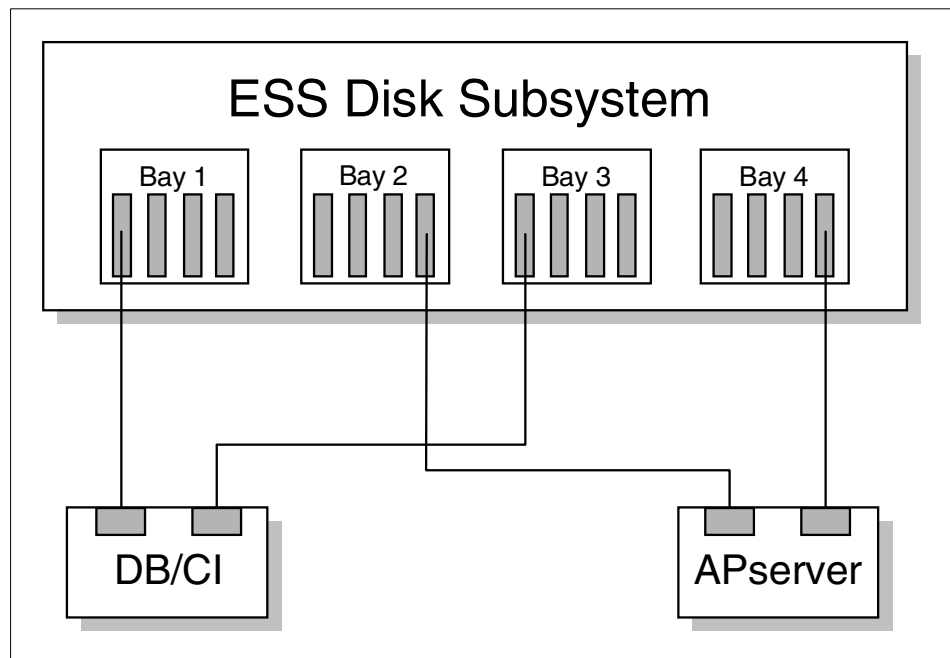 ESS Disk Subsystem
Bay 1
Bay 2
Bay 3
Bay 4
DB/CI
APserver